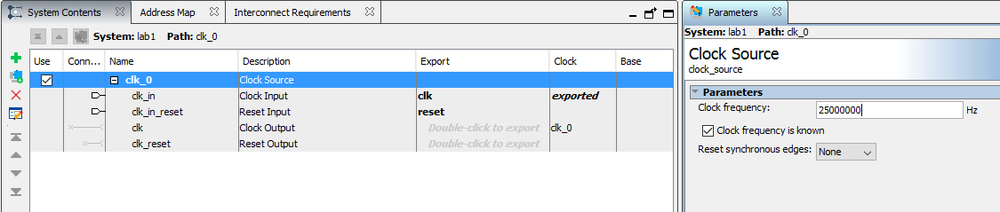 System Contents Address Map Interconnect Requirements
System: lab1 Path: clk_0
Use Conn... Name Description Export Clock Base
clk_0 Clock Source
clk_in Clock Input clk exported
clk_in_reset Reset Input reset
clk Clock Output Double-click to export clk_0
clk_reset Reset Output Double-click to export
Parameters
System: lab1 Path: clk_0
Clock Source
clock_source
Parameters
Clock frequency: 25000000 Hz
Clock frequency is known
Reset synchronous edges: None